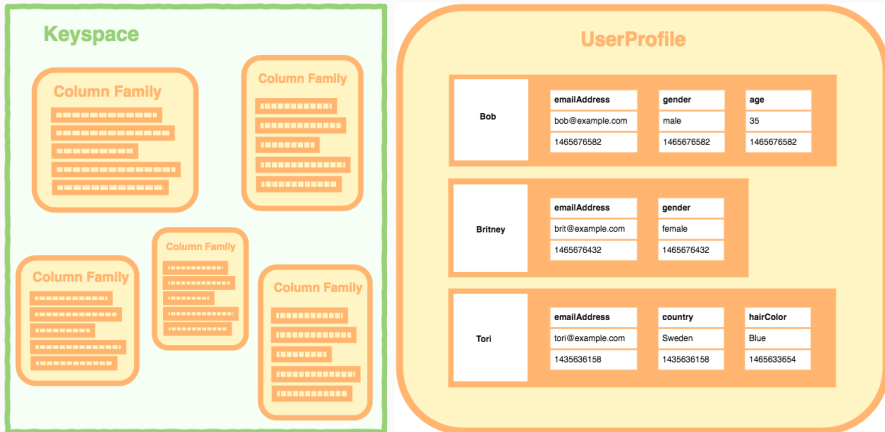 Keyspace
Column Family
Column Family
Column Family
Column Family
Column Family
UserProfile
Bob
emailAddress gender age
bob@example.com male 35
1465676582 1465676582 1465676582
Britney
emailAddress gender
brit@example.com female
1465676432 1465676432
Tori
emailAddress country hairColor
tori@example.com Sweden Blue
1435636158 1435636158 1465633654